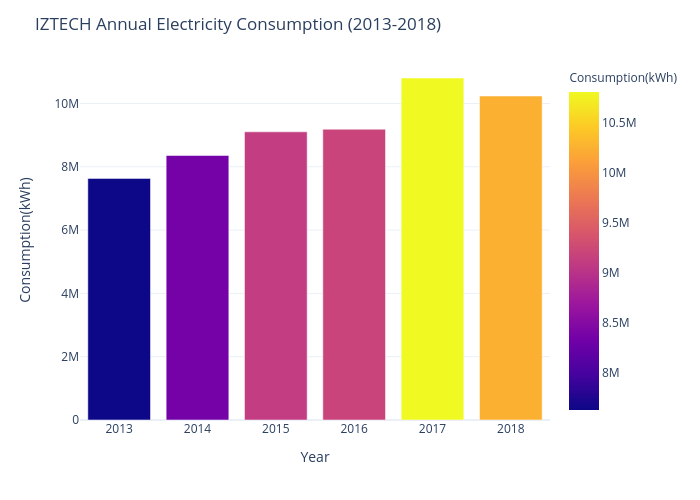 IZTECH Annual Electricity Consumption (2013-2018)
Consumption(kWh)
10M
8M
6M
4M
2M
0
2013 2014 2015 2016 2017 2018
Year
Consumption(kWh)
10.5M
10M
9.5M
9M
8.5M
8M